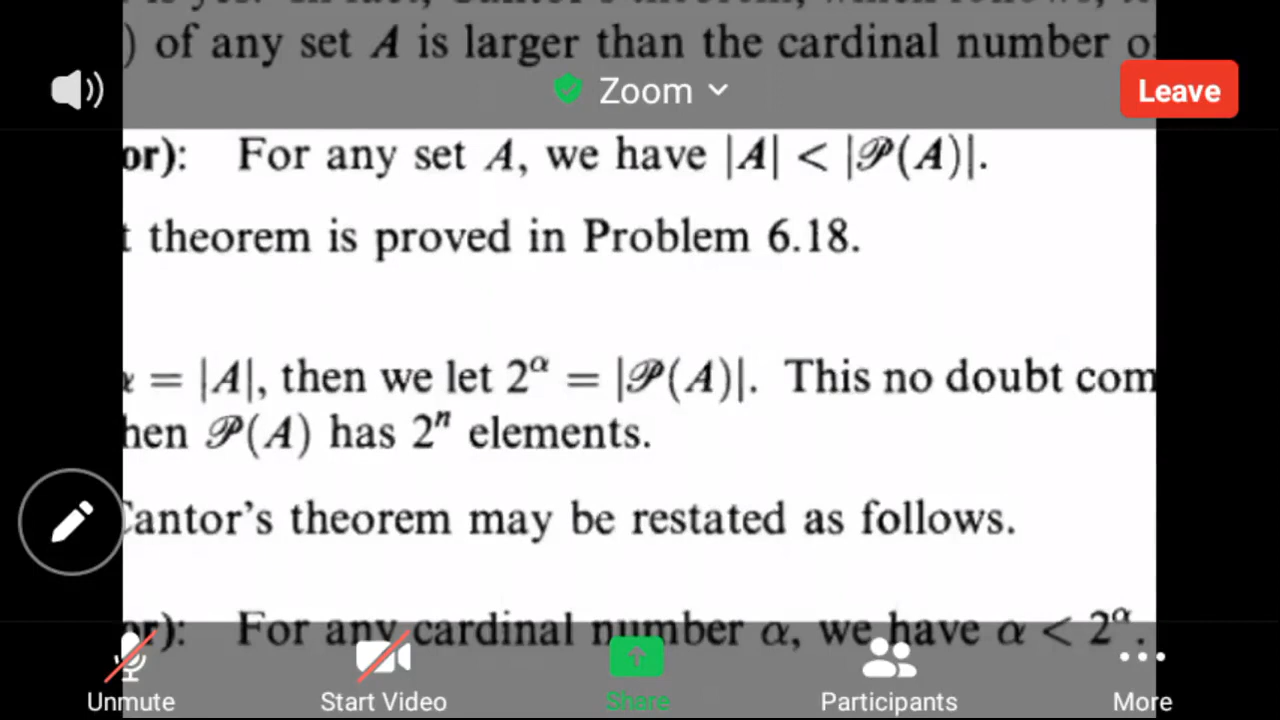 ) of any set A is larger than the cardinal number
Zoom
Leave
or): For any set A, we have |A| < |𝒫(A)|.
theorem is proved in Problem 6.18.
= |A|, then we let 2^α = |𝒫(A)|. This no doubt com
hen 𝒫(A) has 2ⁿ elements.
Cantor's theorem may be restated as follows.
or): For any cardinal number α, we have α < 2^α.
Unmute
Start Video
Share
Participants
More